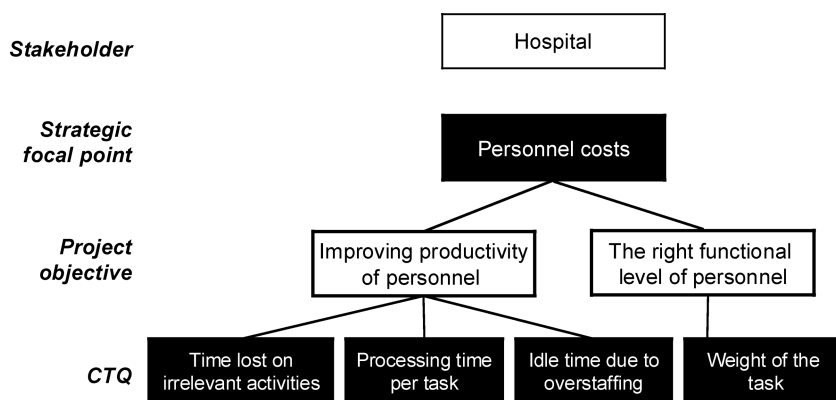 Stakeholder
Hospital
Strategic
focal point
Personnel costs
Project
objective
Improving productivity
of personnel
The right functional
level of personnel
CTQ
Time lost on
irrelevant activities
Processing time
per task
Idle time due to
overstaffing
Weight of the
task